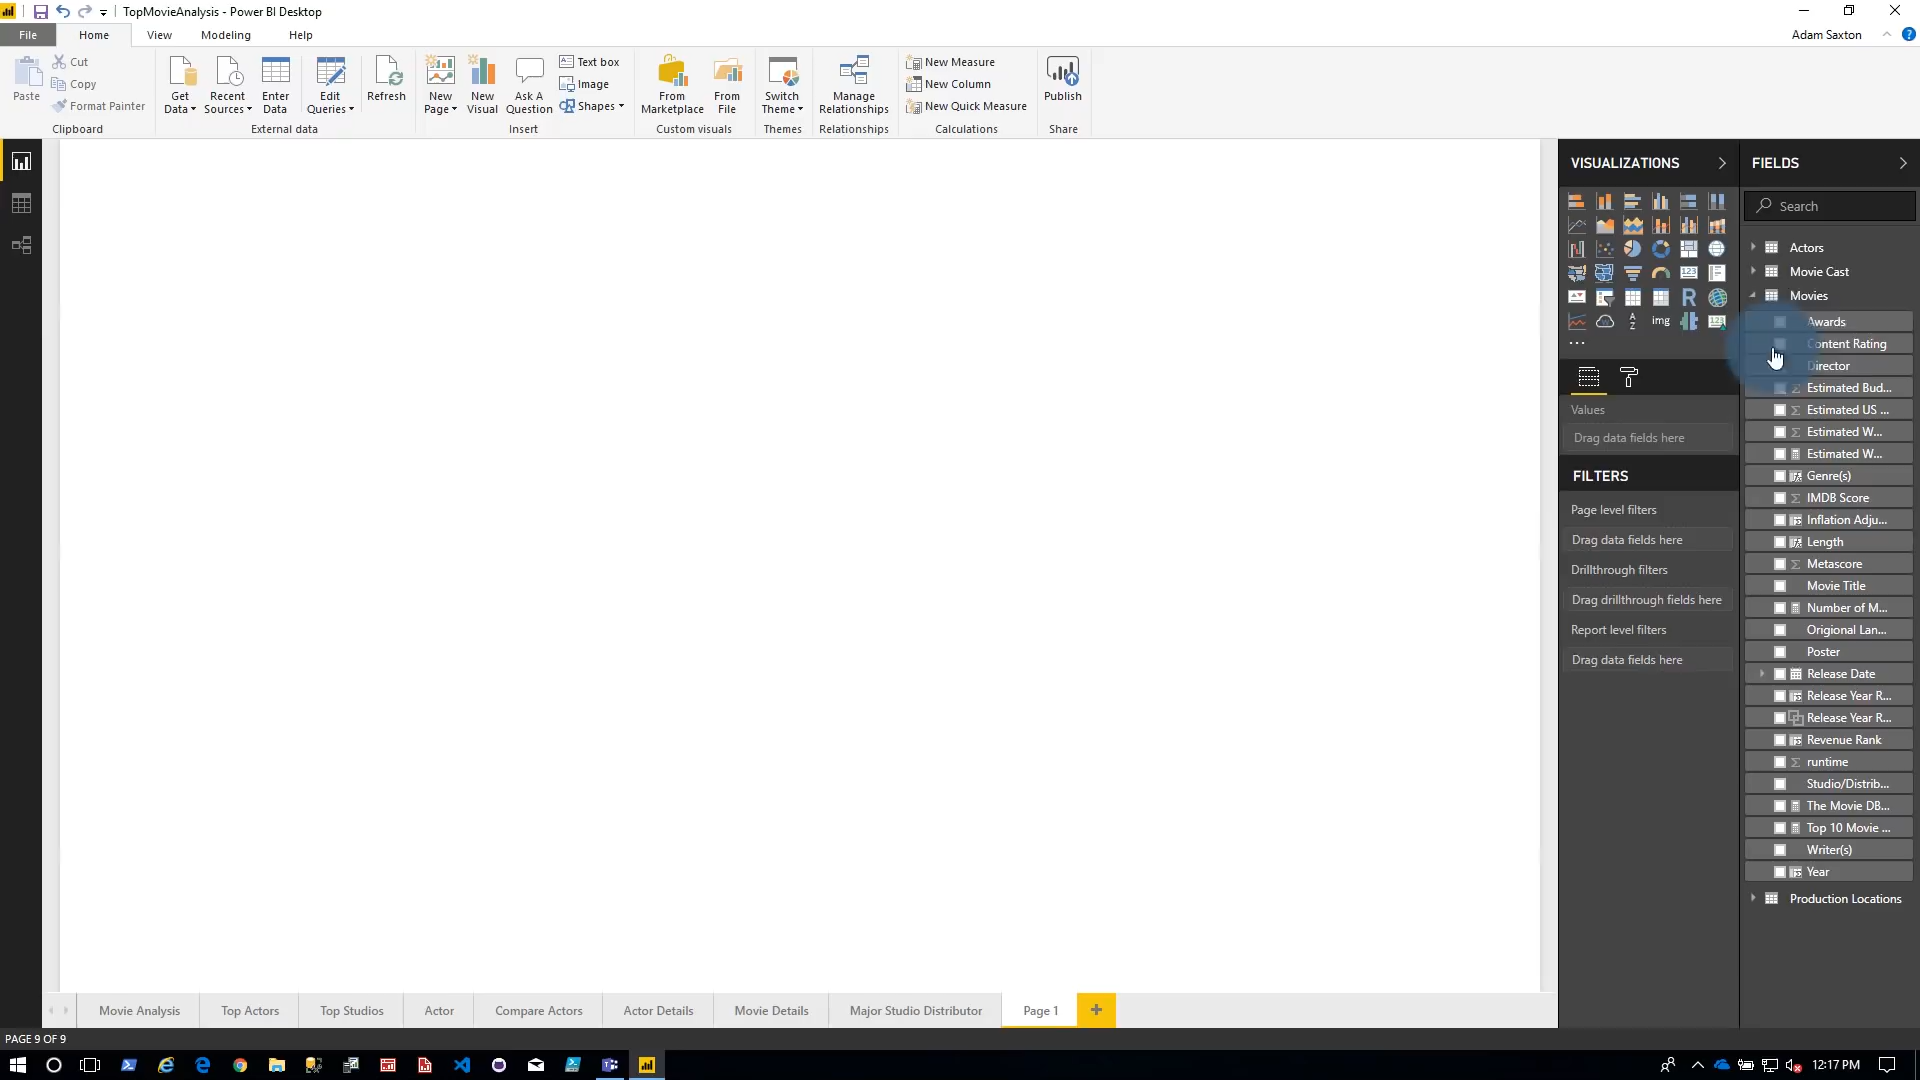 TopMovieAnalysis - Power BI Desktop
File Home View Modeling Help Adam Saxton
Paste Cut Copy Format Painter
Clipboard
Get Data Recent Sources Enter Data Edit Queries Refresh
External data
New Page New Visual Ask A Question Text box Image Shapes
Insert
From Marketplace From File
Custom visuals
Switch Theme
Themes
Manage Relationships
Relationships
New Measure
New Column
New Quick Measure
Calculations
Publish
Share
VISUALIZATIONS
R
img
Values
Drag data fields here
FILTERS
Page level filters
Drag data fields here
Drillthrough filters
Drag drillthrough fields here
Report level filters
Drag data fields here
FIELDS
Search
Actors
Movie Cast
Movies
Awards
Content Rating
Director
Estimated Bud...
Estimated US ...
Estimated W...
Estimated W...
Genre(s)
IMDB Score
Inflation Adju...
Length
Metascore
Movie Title
Number of M...
Origional Lan...
Poster
Release Date
Release Year R...
Release Year R...
Revenue Rank
runtime
Studio/Distrib...
The Movie DB...
Top 10 Movie ...
Writer(s)
Year
Production Locations
Movie Analysis Top Actors Top Studios Actor Compare Actors Actor Details Movie Details Major Studio Distributor Page 1
PAGE 9 OF 9
12:17 PM